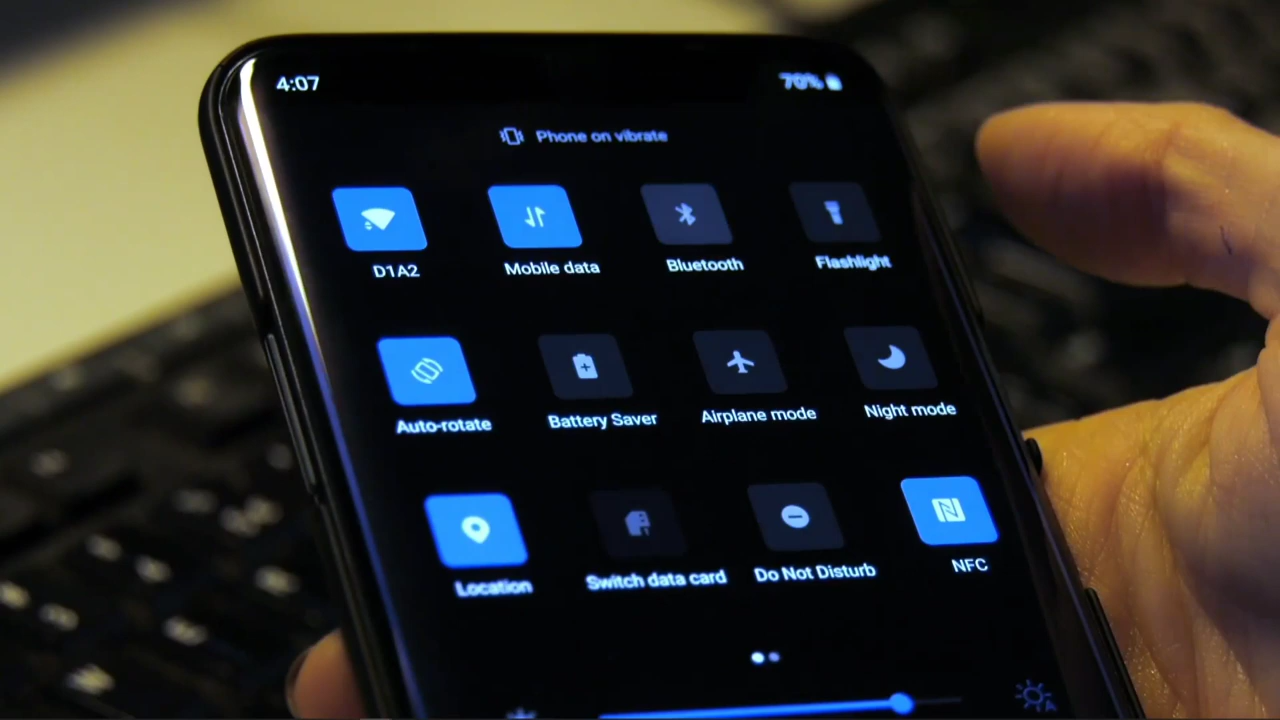 4:07
70%
Phone on vibrate
D1A2
Mobile data
Bluetooth
Flashlight
Auto-rotate
Battery Saver
Airplane mode
Night mode
Location
Switch data card
Do Not Disturb
NFC